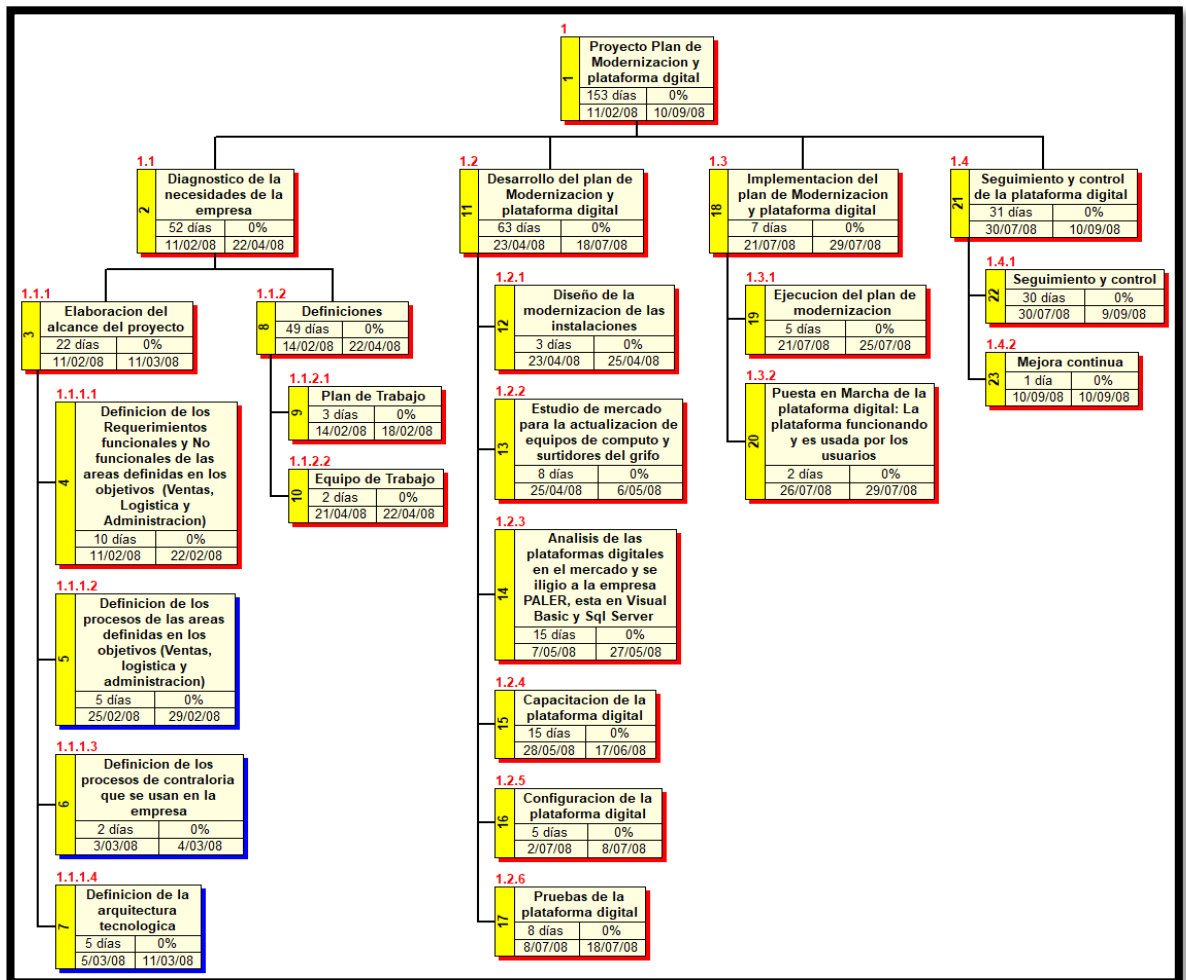 1
1
Proyecto Plan de
Modernizacion y
plataforma dgital
153 días 0%
11/02/08 10/09/08
1.1
2
Diagnostico de la
necesidades de la
empresa
52 días 0%
11/02/08 22/04/08
1.1.1
3
Elaboracion del
alcance del proyecto
22 días 0%
11/02/08 11/03/08
1.1.1.1
4
Definicion de los
Requerimientos
funcionales y No
funcionales de las
areas definidas en los
objetivos (Ventas,
Logistica y
Administracion)
10 días 0%
11/02/08 22/02/08
1.1.1.2
5
Definicion de los
procesos de las areas
definidas en los
objetivos (Ventas,
logistica y
administracion)
5 días 0%
25/02/08 29/02/08
1.1.1.3
6
Definicion de los
procesos de contraloria
que se usan en la
empresa
2 días 0%
3/03/08 4/03/08
1.1.1.4
7
Definicion de la
arquitectura
tecnologica
5 días 0%
5/03/08 11/03/08
1.1.2
8
Definiciones
49 días 0%
14/02/08 22/04/08
1.1.2.1
9
Plan de Trabajo
3 días 0%
14/02/08 18/02/08
1.1.2.2
10
Equipo de Trabajo
2 días 0%
21/04/08 22/04/08
1.2
11
Desarrollo del plan de
Modernizacion y
plataforma digital
63 días 0%
23/04/08 18/07/08
1.2.1
12
Diseño de la
modernizacion de las
instalaciones
3 días 0%
23/04/08 25/04/08
1.2.2
13
Estudio de mercado
para la actualizacion de
equipos de computo y
surtidores del grifo
8 días 0%
25/04/08 6/05/08
1.2.3
14
Analisis de las
plataformas digitales
en el mercado y se
iligio a la empresa
PALER, esta en Visual
Basic y Sql Server
15 días 0%
7/05/08 27/05/08
1.2.4
15
Capacitacion de la
plataforma digital
15 días 0%
28/05/08 17/06/08
1.2.5
16
Configuracion de la
plataforma digital
5 días 0%
2/07/08 8/07/08
1.2.6
17
Pruebas de la
plataforma digital
8 días 0%
8/07/08 18/07/08
1.3
18
Implementacion del
plan de Modernizacion
y plataforma digital
7 días 0%
21/07/08 29/07/08
1.3.1
19
Ejecucion del plan de
modernizacion
5 días 0%
21/07/08 25/07/08
1.3.2
20
Puesta en Marcha de la
plataforma digital: La
plataforma funcionando
y es usada por los
usuarios
2 días 0%
26/07/08 29/07/08
1.4
21
Seguimiento y control
de la plataforma digital
31 días 0%
30/07/08 10/09/08
1.4.1
22
Seguimiento y control
30 días 0%
30/07/08 9/09/08
1.4.2
23
Mejora continua
1 día 0%
10/09/08 10/09/08